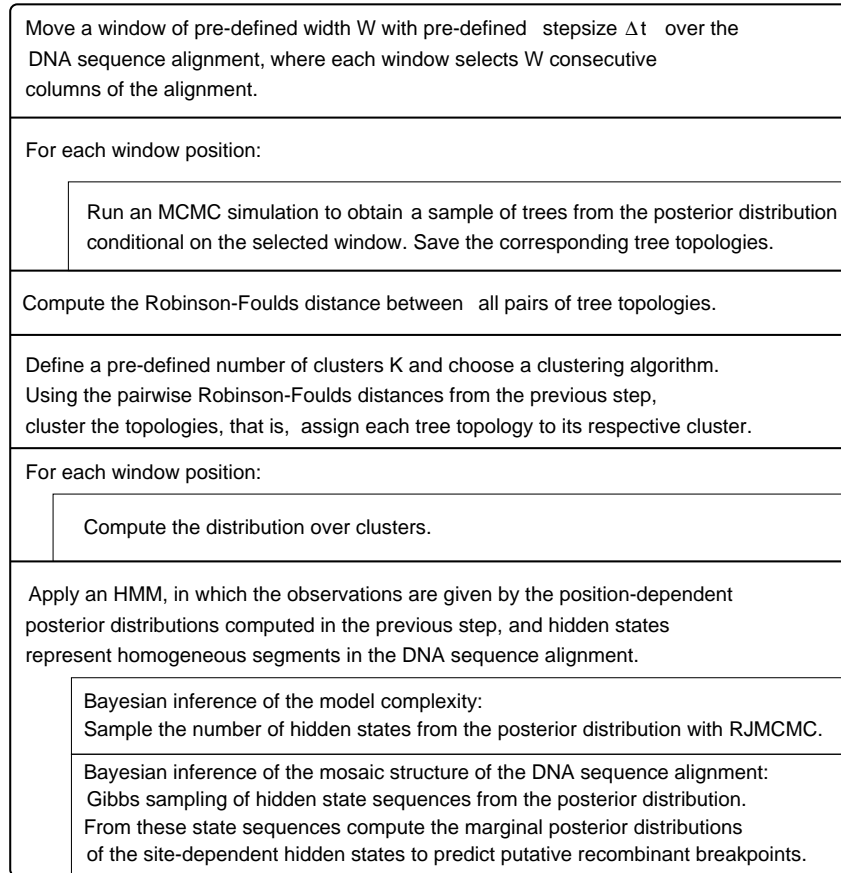 Move a window of pre-defined width W with pre-defined stepsize Δt over the
DNA sequence alignment, where each window selects W consecutive
columns of the alignment.
For each window position:
Run an MCMC simulation to obtain a sample of trees from the posterior distribution
conditional on the selected window. Save the corresponding tree topologies.
Compute the Robinson-Foulds distance between all pairs of tree topologies.
Define a pre-defined number of clusters K and choose a clustering algorithm.
Using the pairwise Robinson-Foulds distances from the previous step,
cluster the topologies, that is, assign each tree topology to its respective cluster.
For each window position:
Compute the distribution over clusters.
Apply an HMM, in which the observations are given by the position-dependent
posterior distributions computed in the previous step, and hidden states
represent homogeneous segments in the DNA sequence alignment.
Bayesian inference of the model complexity:
Sample the number of hidden states from the posterior distribution with RJMCMC.
Bayesian inference of the mosaic structure of the DNA sequence alignment:
Gibbs sampling of hidden state sequences from the posterior distribution.
From these state sequences compute the marginal posterior distributions
of the site-dependent hidden states to predict putative recombinant breakpoints.